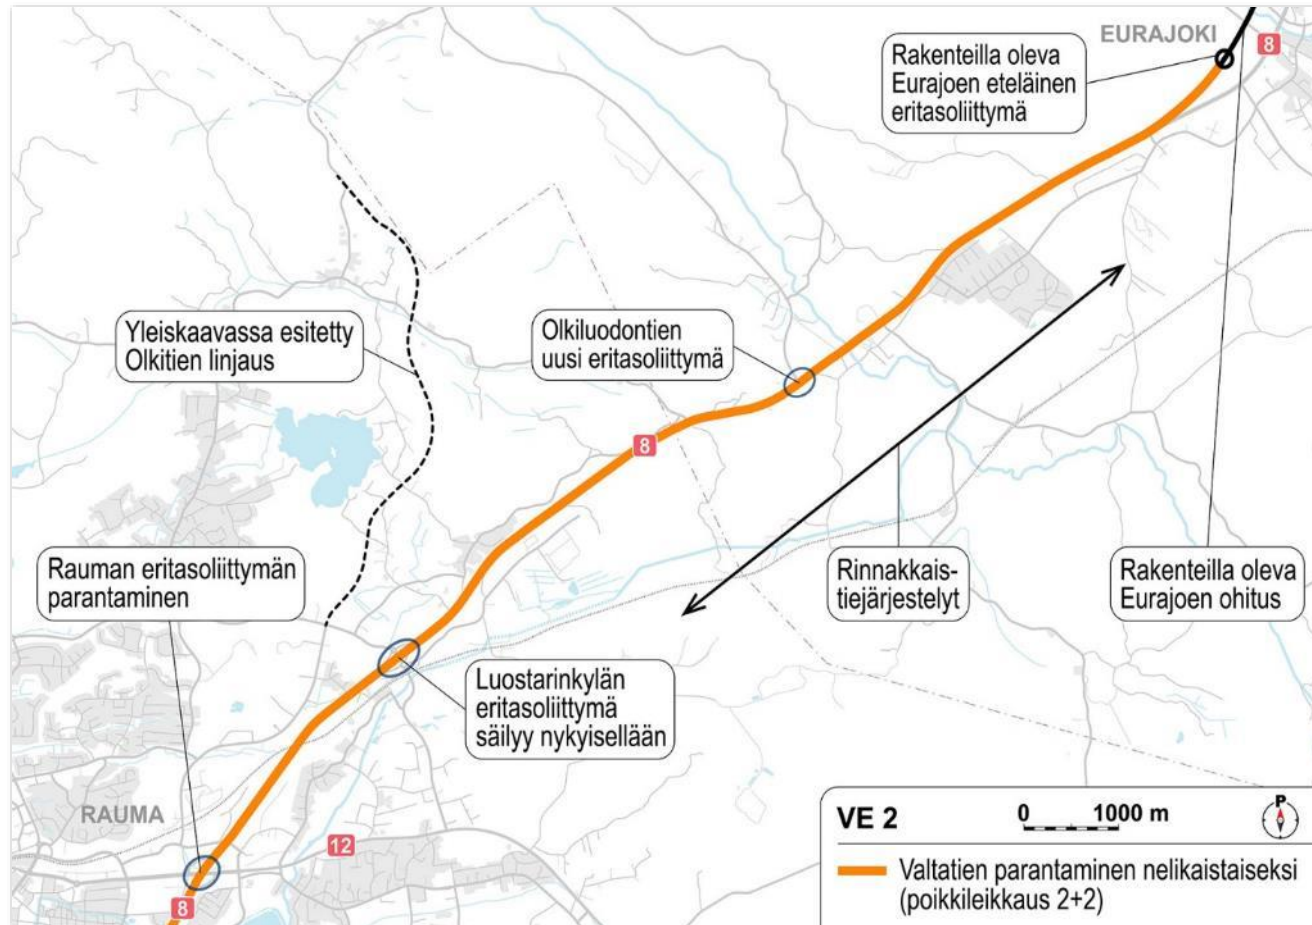 EURAJOKI
8
Rakenteilla oleva
Eurajoen eteläinen
eritasoliittymä
Yleiskaavassa esitetty
Olkitien linjaus
Olkiluodontien
uusi eritasoliittymä
8
Rauman eritasoliittymän
parantaminen
Rinnakkais-
tiejärjestelyt
Rakenteilla oleva
Eurajoen ohitus
Luostarinkylän
eritasoliittymä
säilyy nykyisellään
RAUMA
12
8
VE 2
0 1000 m
P
Valtatien parantaminen nelikaistaiseksi
(poikkileikkaus 2+2)